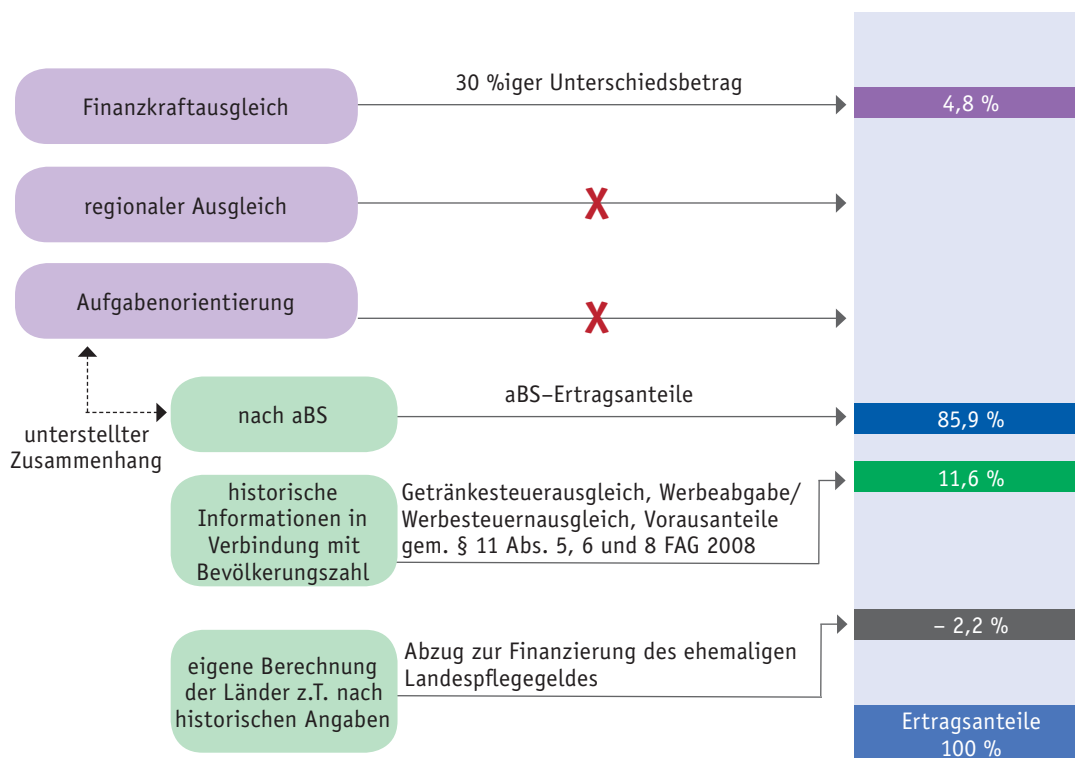 30 %iger Unterschiedsbetrag
Finanzkraftausgleich
4,8 %
regionaler Ausgleich
X
Aufgabenorientierung
X
aBS–Ertragsanteile
nach aBS
85,9 %
unterstellter
Zusammenhang
historische
Informationen in
Verbindung mit
Bevölkerungszahl
Getränkesteuerausgleich, Werbeabgabe/
Werbesteuernausgleich, Vorausanteile
gem. § 11 Abs. 5, 6 und 8 FAG 2008
11,6 %
– 2,2 %
eigene Berechnung
der Länder z.T. nach
historischen Angaben
Abzug zur Finanzierung des ehemaligen
Landespflegegeldes
Ertragsanteile
100 %